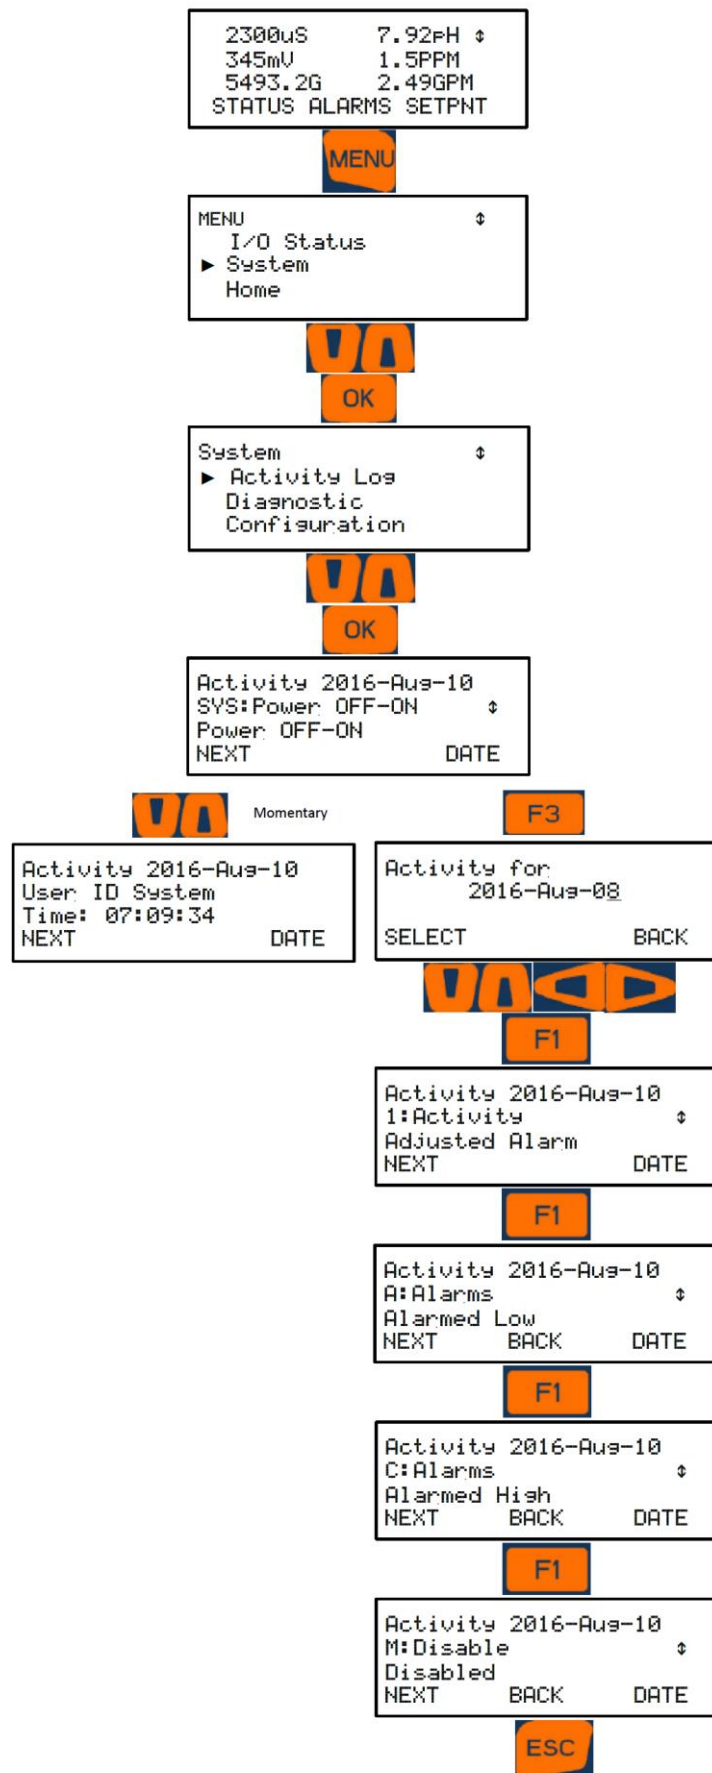 2300uS 7.92pH ↕
345mV 1.5PPM
5493.2G 2.49GPM
STATUS ALARMS SETPNT
MENU
MENU ↕
I/O Status
► System
Home
OK
System ↕
► Activity Log
Diagnostic
Configuration
OK
Activity 2016-Aug-10
SYS:Power OFF-ON ↕
Power OFF-ON
NEXT DATE
Momentary
Activity 2016-Aug-10
User ID System
Time: 07:09:34
NEXT DATE
F3
Activity for
2016-Aug-08
SELECT BACK
F1
Activity 2016-Aug-10
1:Activity ↕
Adjusted Alarm
NEXT DATE
F1
Activity 2016-Aug-10
A:Alarms ↕
Alarmed Low
NEXT BACK DATE
F1
Activity 2016-Aug-10
C:Alarms ↕
Alarmed High
NEXT BACK DATE
F1
Activity 2016-Aug-10
M:Disable ↕
Disabled
NEXT BACK DATE
ESC